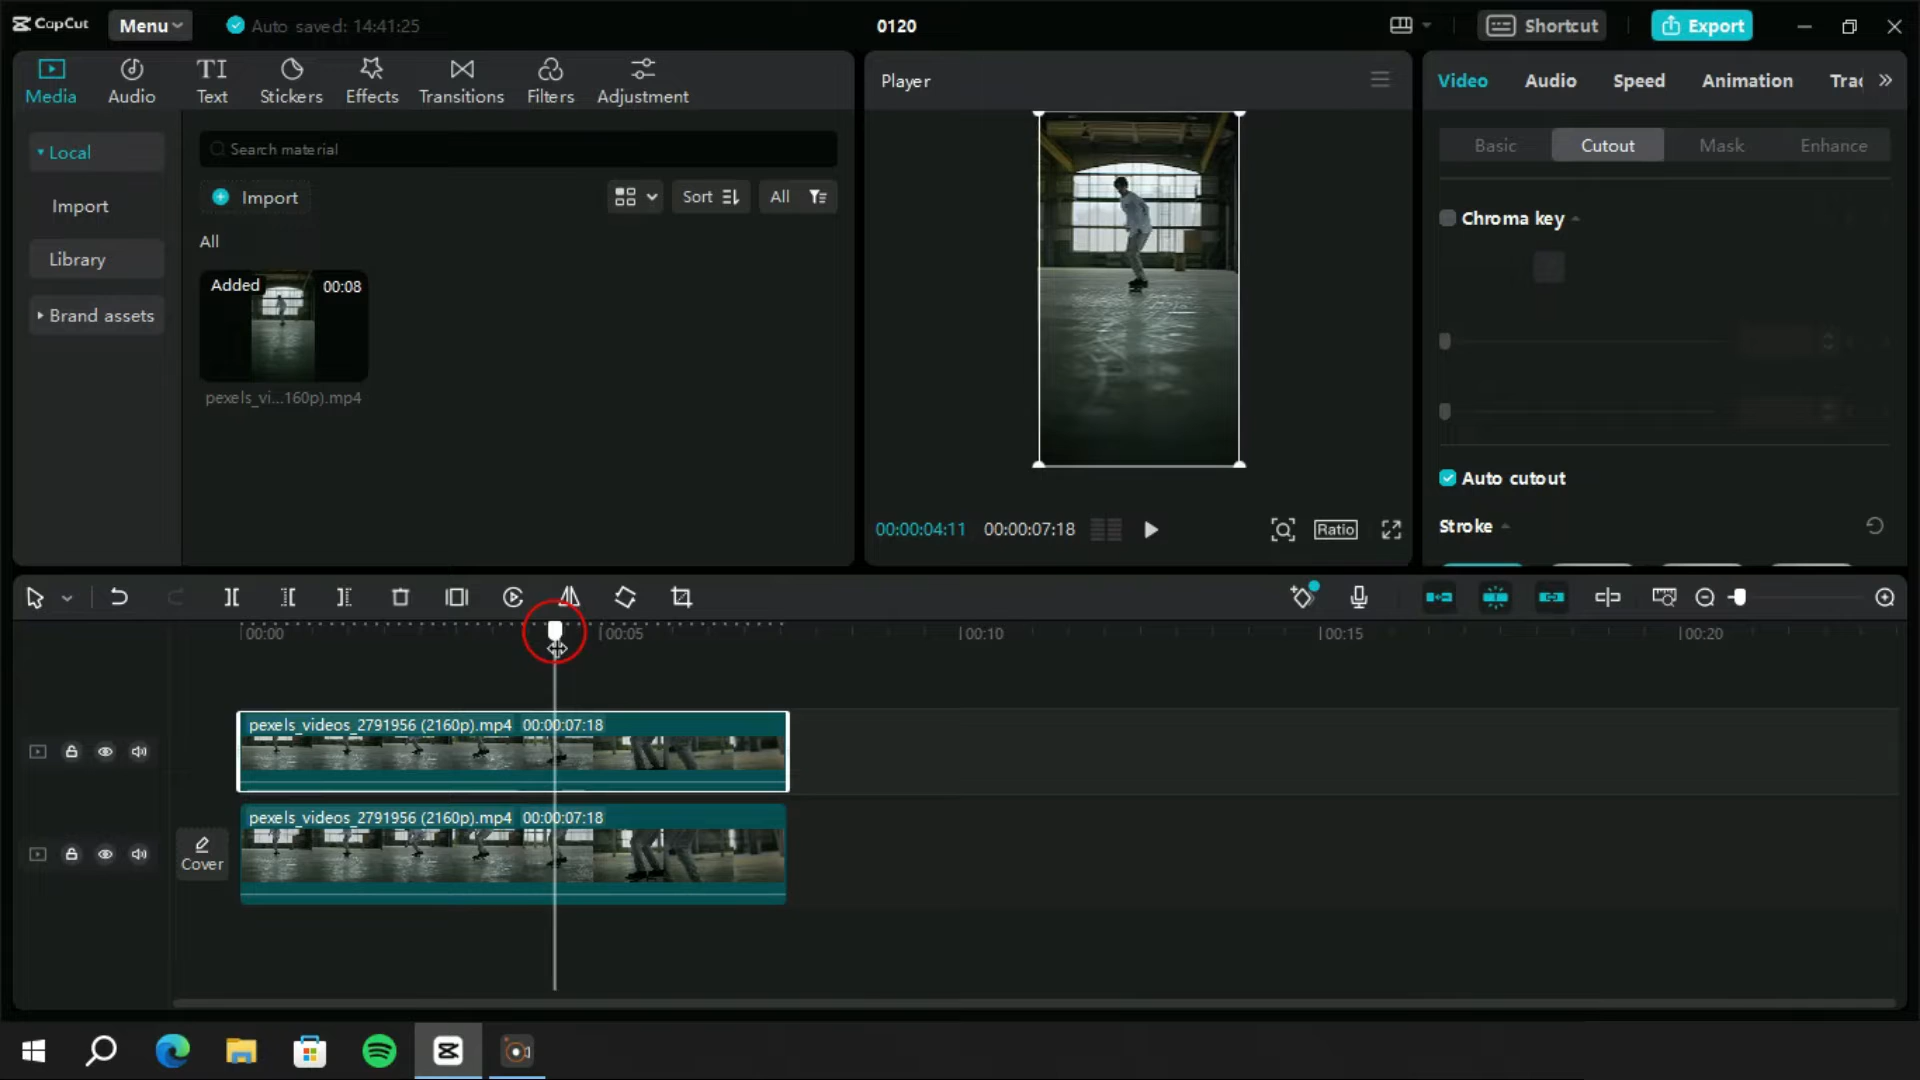 CapCut Menu Auto saved: 14:41:25 0120 Shortcut Export
Media Audio TI Text Stickers Effects Transitions Filters Adjustment
Player
Video Audio Speed Animation Trac
Local
Import
Library
Brand assets
Search material
Import Sort All
All
Added 00:08
pexels_vi...160p).mp4
Basic Cutout Mask Enhance
Chroma key
Auto cutout
Stroke
00:00:04:11 00:00:07:18 Ratio
00:00 00:05 00:10 00:15 00:20
pexels_videos_2791956 (2160p).mp4 00:00:07:18
pexels_videos_2791956 (2160p).mp4 00:00:07:18
Cover